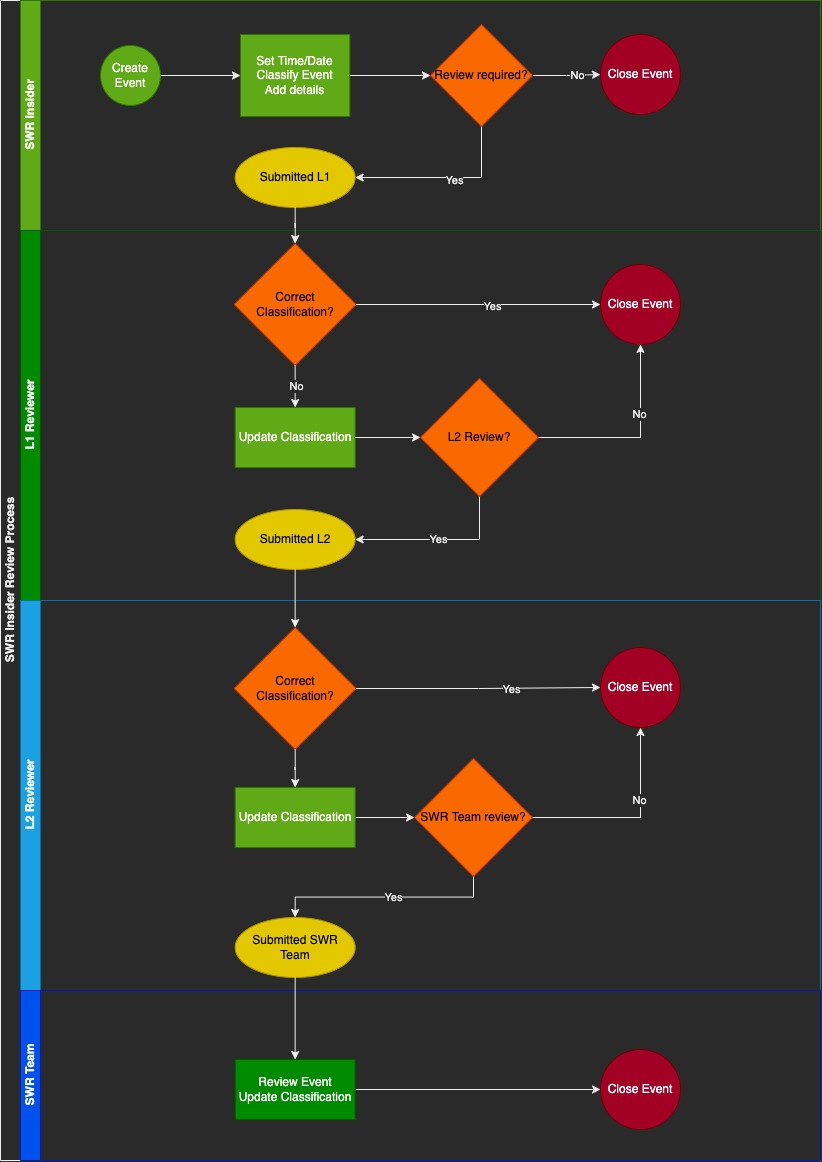 SWR Insider Review Process
SWR Insider
Create
Event
Set Time/Date
Classify Event
Add details
Review required?
No
Close Event
Yes
Submitted L1
L1 Reviewer
Correct
Classification?
Yes
Close Event
No
Update Classification
L2 Review?
No
Yes
Submitted L2
L2 Reviewer
Correct
Classification?
Yes
Close Event
Update Classification
SWR Team review?
No
Yes
Submitted SWR
Team
SWR Team
Review Event
Update Classification
Close Event